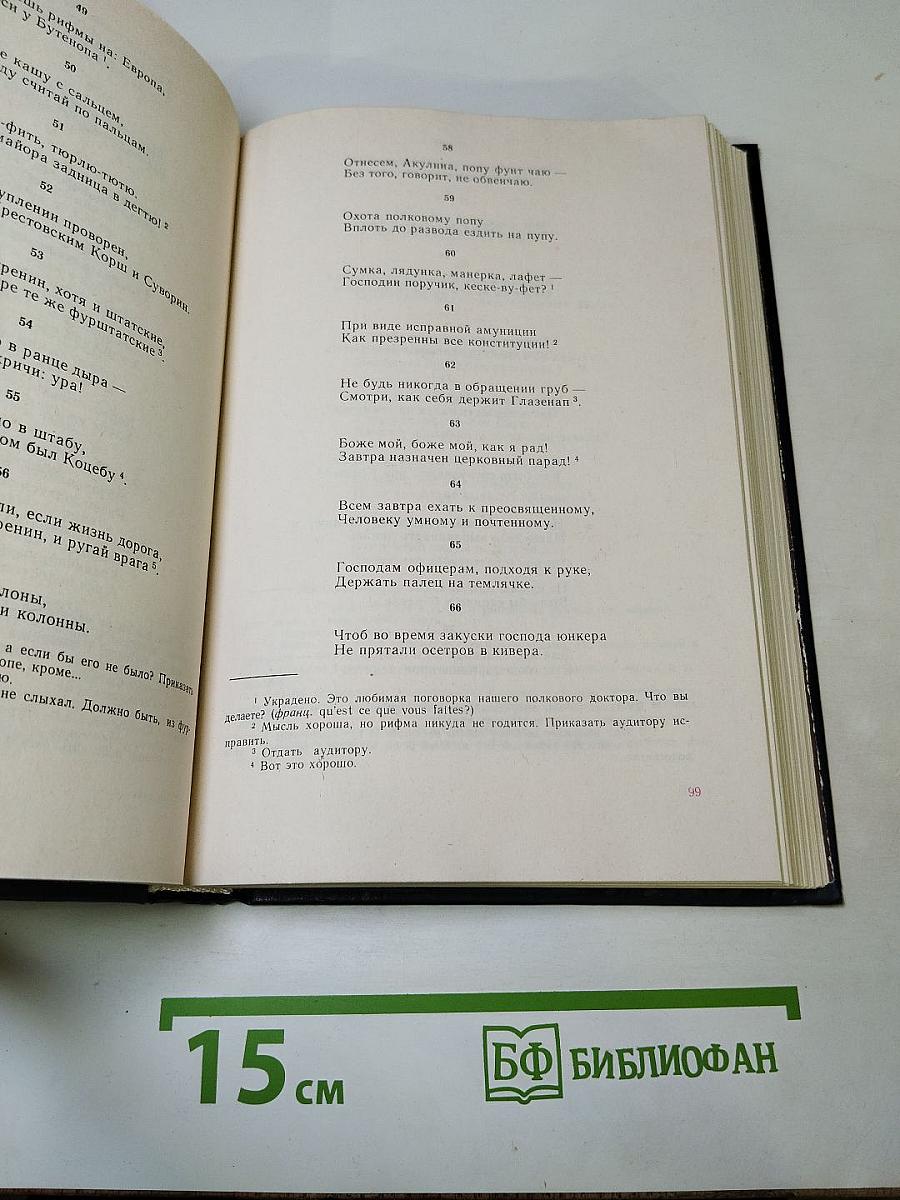 49
рифмы на: Европа,
у Бутенопа ¹.
50
кашу с сальцем,
считай по пальцам.
51
-фить, тюрлю-тютю.
майора задница в дегтю! ²
52
проворен,
Корш и Суворин.
53
хотя и штатские,
те же фурштатские ³.
54
в ранце дыра —
кричи: ура!
55
в штабу,
был Коцебу ⁴.
56
если жизнь дорога,
и ругай врага ⁵.
и колонны.
а если бы его не было? Приказать
кроме...
не слыхал. Должно быть, из фур-
58
Отнесем, Акулина, попу фунт чаю —
Без того, говорит, не обвенчаю.
59
Охота полковому попу
Вплоть до развода ездить на пупу.
60
Сумка, лядунка, манерка, лафет —
Господин поручик, кеске-ву-фет? ¹
61
При виде исправной амуниции
Как презренны все конституции! ²
62
Не будь никогда в обращении груб —
Смотри, как себя держит Глазенап ³.
63
Боже мой, боже мой, как я рад!
Завтра назначен церковный парад! ⁴
64
Всем завтра ехать к преосвященному,
Человеку умному и почтенному.
65
Господам офицерам, подходя к руке,
Держать палец на темлячке.
66
Чтоб во время закуски господа юнкера
Не прятали осетров в кивера.
¹ Украдено. Это любимая поговорка нашего полкового доктора. Что вы
делаете? (франц. qu'est ce que vous faites?)
² Мысль хороша, но рифма никуда не годится. Приказать аудитору ис-
править.
³ Отдать аудитору.
⁴ Вот это хорошо.
99
15 см
БФ БИБЛИОФАН